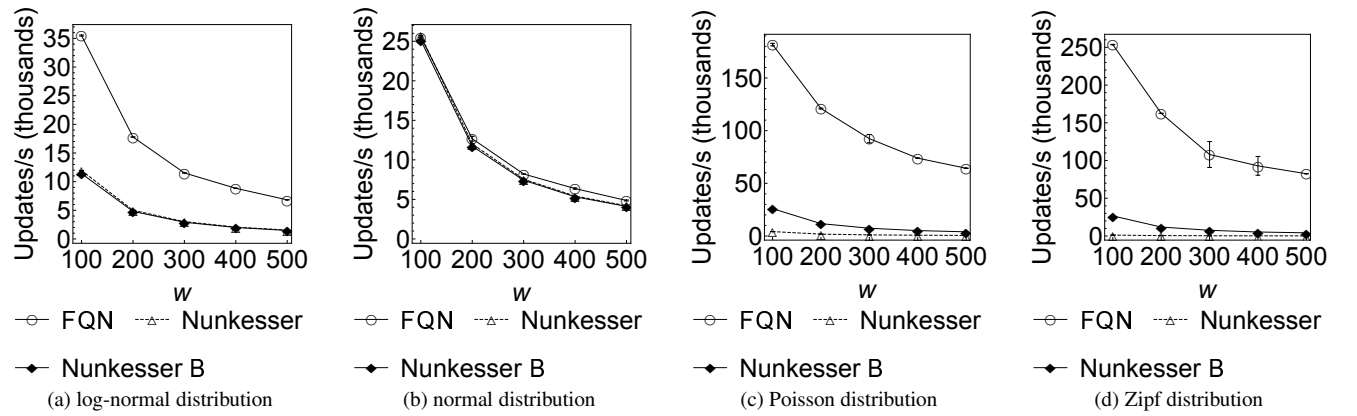 Updates/s (thousands)
35
30
25
20
15
10
5
0
100 200 300 400 500
w
FQN Nunkesser
Nunkesser B
(a) log-normal distribution
Updates/s (thousands)
25
20
15
10
5
0
100 200 300 400 500
w
FQN Nunkesser
Nunkesser B
(b) normal distribution
Updates/s (thousands)
150
100
50
0
100 200 300 400 500
w
FQN Nunkesser
Nunkesser B
(c) Poisson distribution
Updates/s (thousands)
250
200
150
100
50
0
100 200 300 400 500
w
FQN Nunkesser
Nunkesser B
(d) Zipf distribution